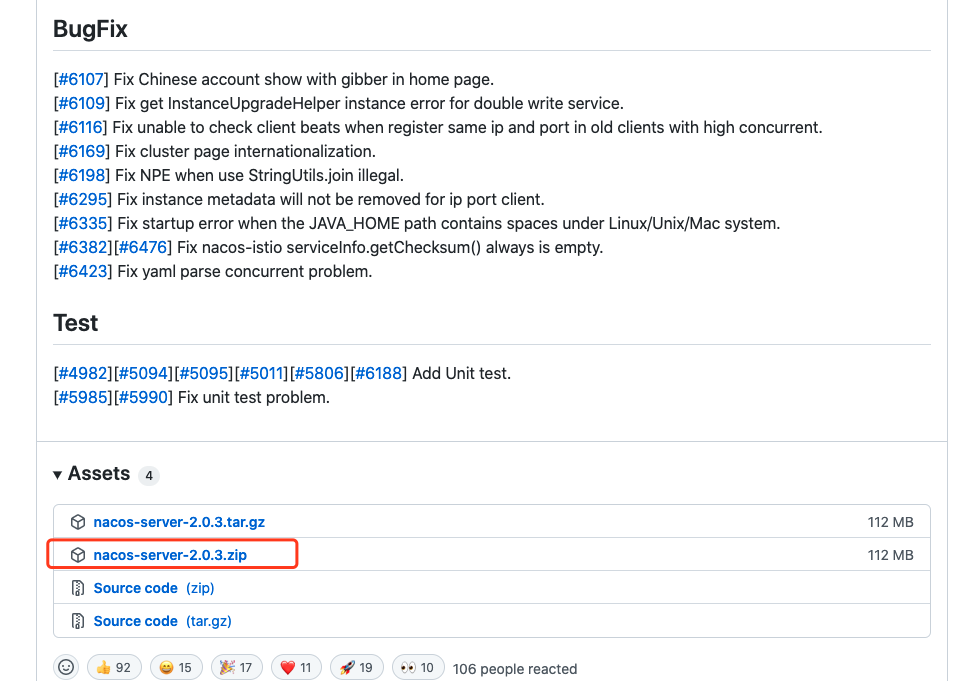 BugFix
[#6107] Fix Chinese account show with gibber in home page.
[#6109] Fix get InstanceUpgradeHelper instance error for double write service.
[#6116] Fix unable to check client beats when register same ip and port in old clients with high concurrent.
[#6169] Fix cluster page internationalization.
[#6198] Fix NPE when use StringUtils.join illegal.
[#6295] Fix instance metadata will not be removed for ip port client.
[#6335] Fix startup error when the JAVA_HOME path contains spaces under Linux/Unix/Mac system.
[#6382][#6476] Fix nacos-istio serviceInfo.getChecksum() always is empty.
[#6423] Fix yaml parse concurrent problem.
Test
[#4982][#5094][#5095][#5011][#5806][#6188] Add Unit test.
[#5985][#5990] Fix unit test problem.
Assets 4
nacos-server-2.0.3.tar.gz 112 MB
nacos-server-2.0.3.zip 112 MB
Source code (zip)
Source code (tar.gz)
92 15 17 11 19 10 106 people reacted